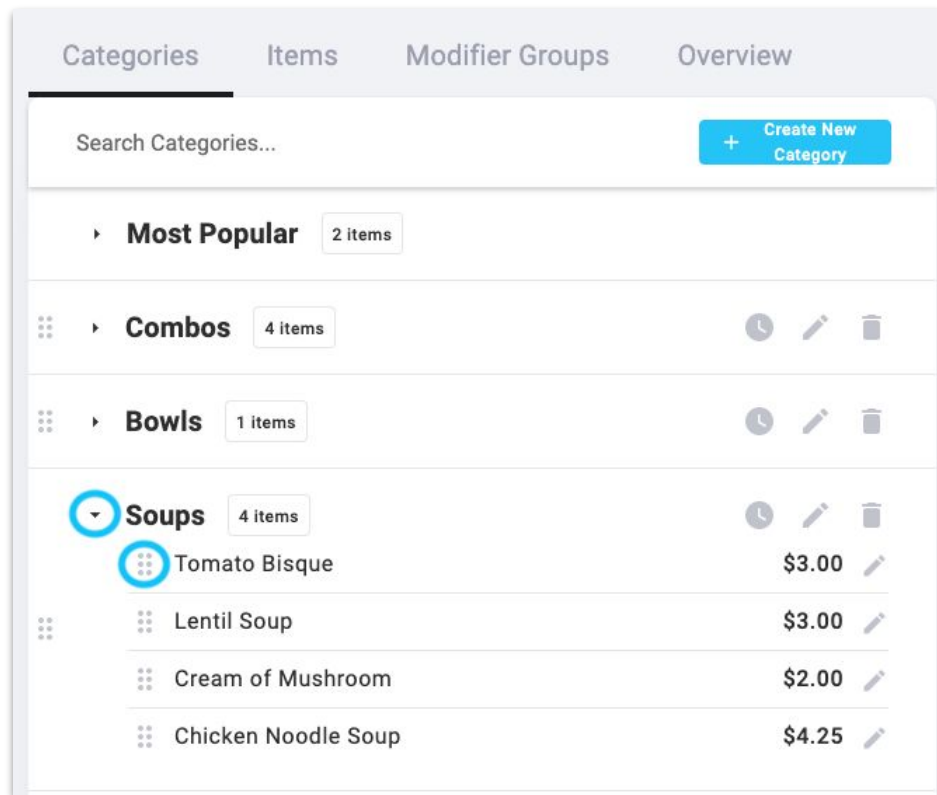 Categories Items Modifier Groups Overview
Search Categories...
+ Create New
Category
Most Popular 2 items
Combos 4 items
Bowls 1 items
Soups 4 items
Tomato Bisque $3.00
Lentil Soup $3.00
Cream of Mushroom $2.00
Chicken Noodle Soup $4.25